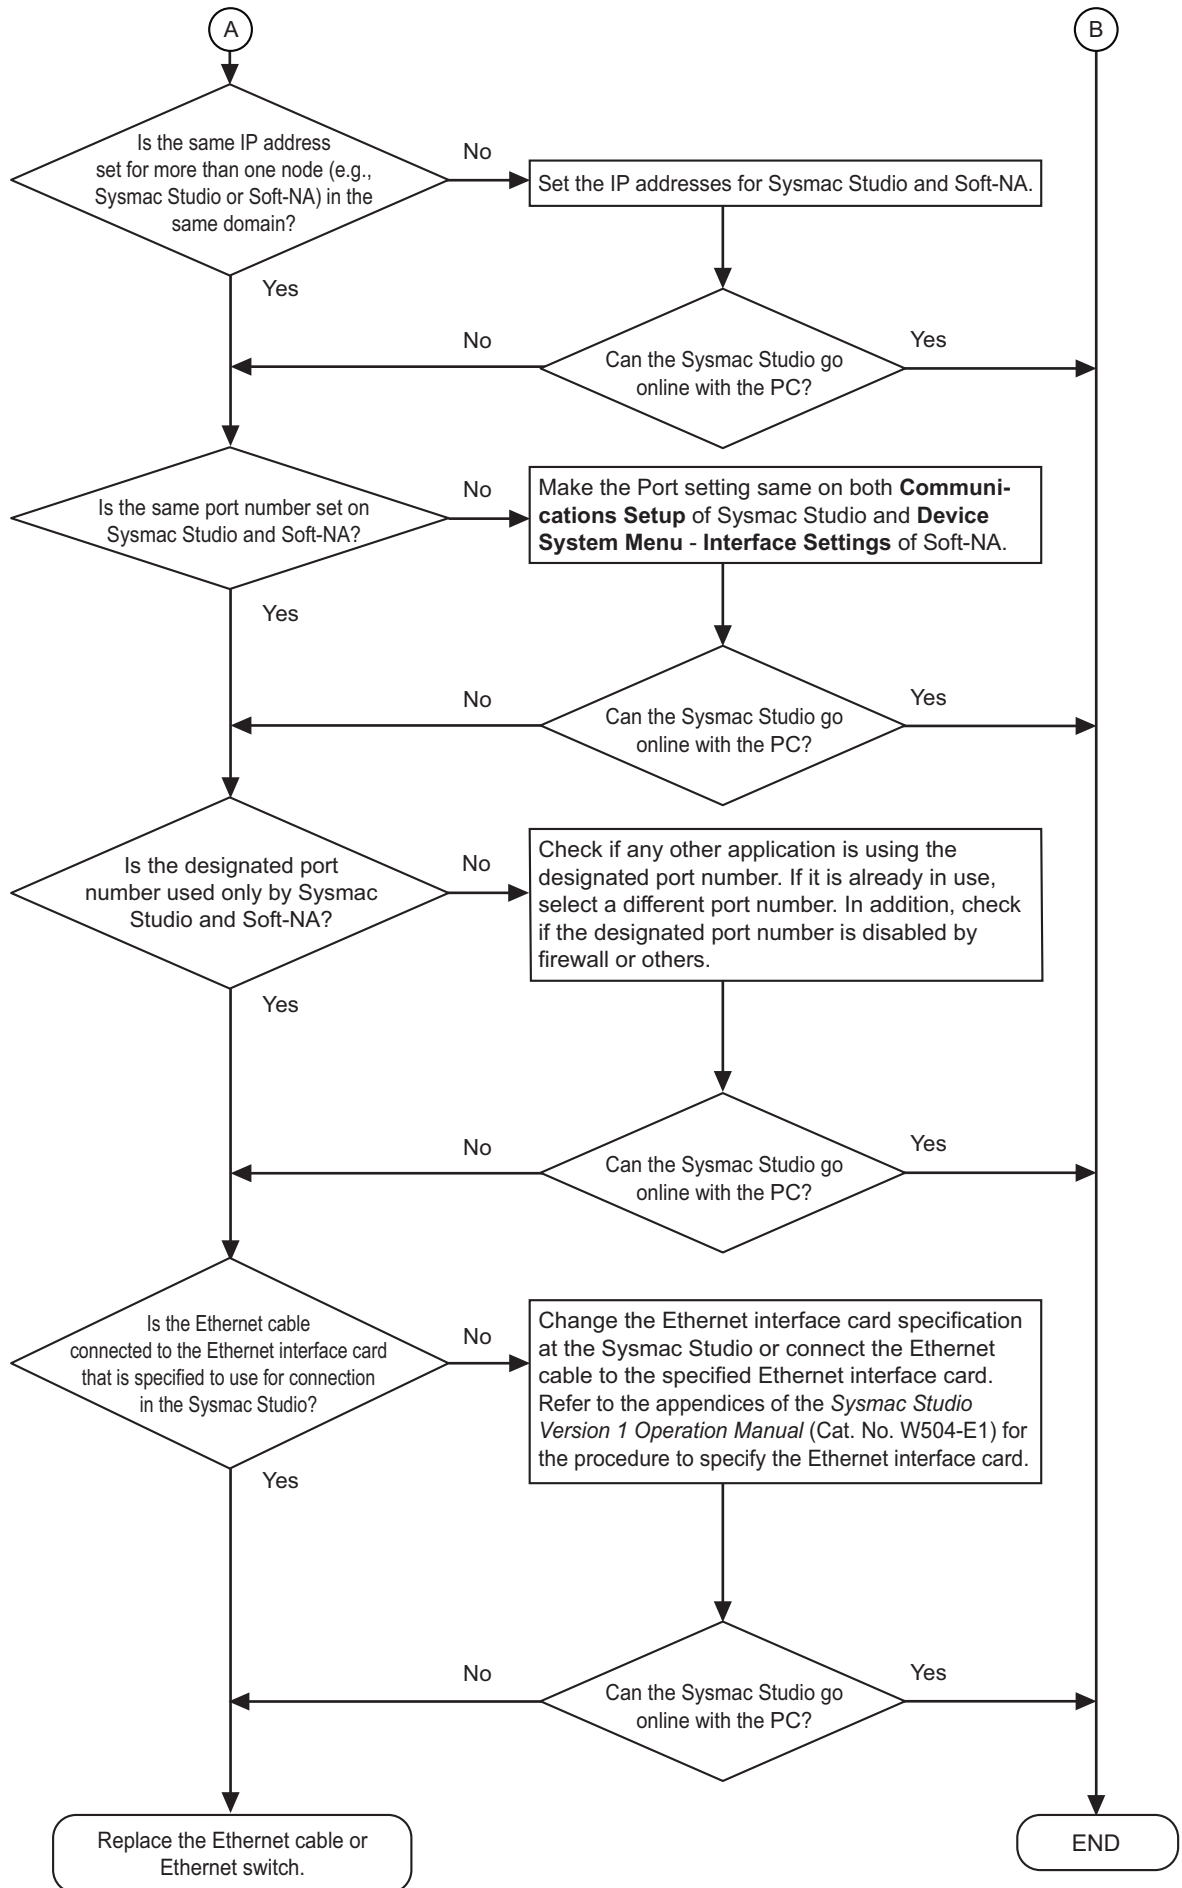 A
B
Is the same IP address
set for more than one node (e.g.,
Sysmac Studio or Soft-NA) in the
same domain?
No
Set the IP addresses for Sysmac Studio and Soft-NA.
Yes
No
Can the Sysmac Studio go
online with the PC?
Yes
Is the same port number set on
Sysmac Studio and Soft-NA?
No
Make the Port setting same on both Communi-
cations Setup of Sysmac Studio and Device
System Menu - Interface Settings of Soft-NA.
Yes
No
Can the Sysmac Studio go
online with the PC?
Yes
Is the designated port
number used only by Sysmac
Studio and Soft-NA?
No
Check if any other application is using the
designated port number. If it is already in use,
select a different port number. In addition, check
if the designated port number is disabled by
firewall or others.
Yes
No
Can the Sysmac Studio go
online with the PC?
Yes
Is the Ethernet cable
connected to the Ethernet interface card
that is specified to use for connection
in the Sysmac Studio?
No
Change the Ethernet interface card specification
at the Sysmac Studio or connect the Ethernet
cable to the specified Ethernet interface card.
Refer to the appendices of the Sysmac Studio
Version 1 Operation Manual (Cat. No. W504-E1) for
the procedure to specify the Ethernet interface card.
Yes
No
Can the Sysmac Studio go
online with the PC?
Yes
Replace the Ethernet cable or
Ethernet switch.
END